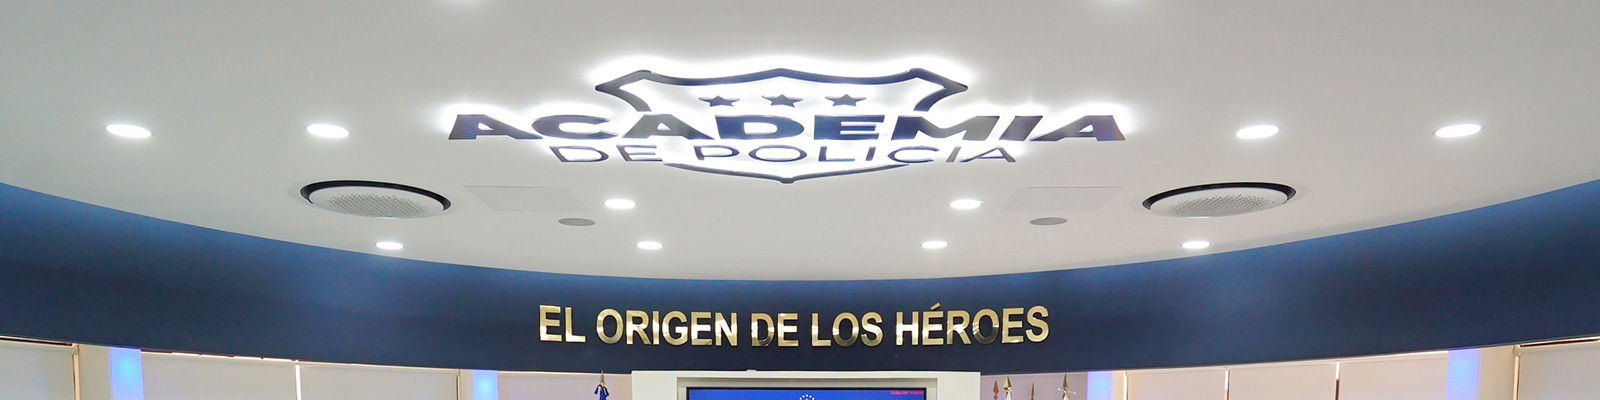 ACADEMIA
DE POLICÍA
EL ORIGEN DE LOS HÉROES